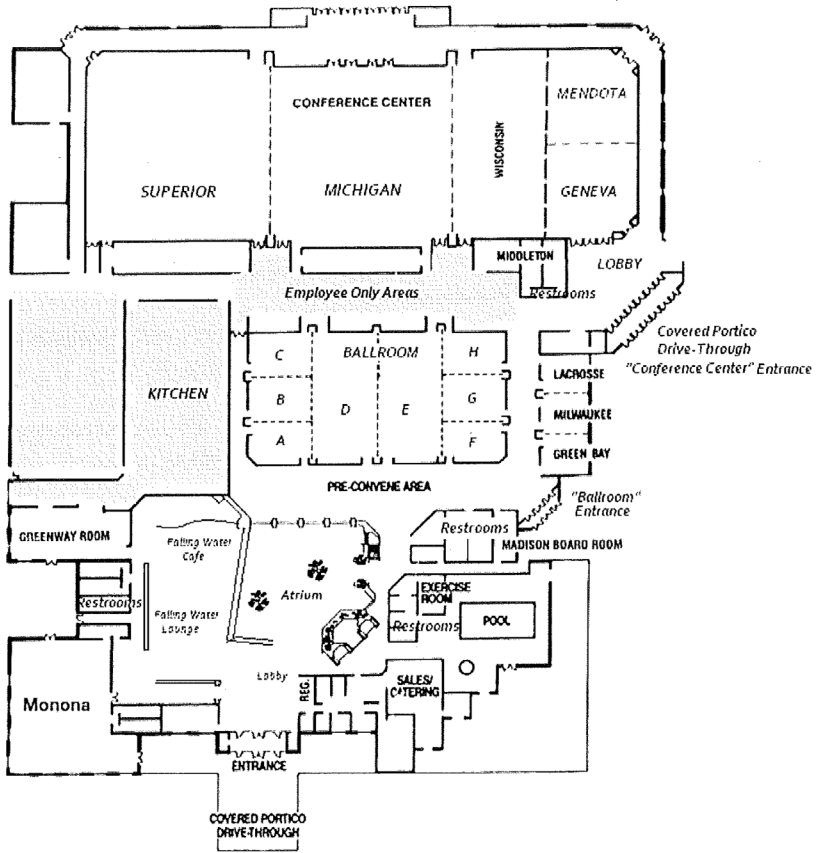 CONFERENCE CENTER
MENDOTA
WISCONSIN
SUPERIOR
MICHIGAN
GENEVA
MIDDLETON
LOBBY
Restrooms
Employee Only Areas
Covered Portico
Drive-Through
"Conference Center" Entrance
C
BALLROOM
H
LACROSSE
KITCHEN
B
D
E
G
MILWAUKEE
A
F
GREEN BAY
PRE-CONVENE AREA
"Ballroom"
Entrance
GREENWAY ROOM
Falling Water
Cafe
Restrooms
MADISON BOARD ROOM
Atrium
EXERCISE
ROOM
Restrooms
Falling Water
Lounge
Restrooms
POOL
Lobby
REG.
SALES/
CATERING
Monona
ENTRANCE
COVERED PORTICO
DRIVE-THROUGH